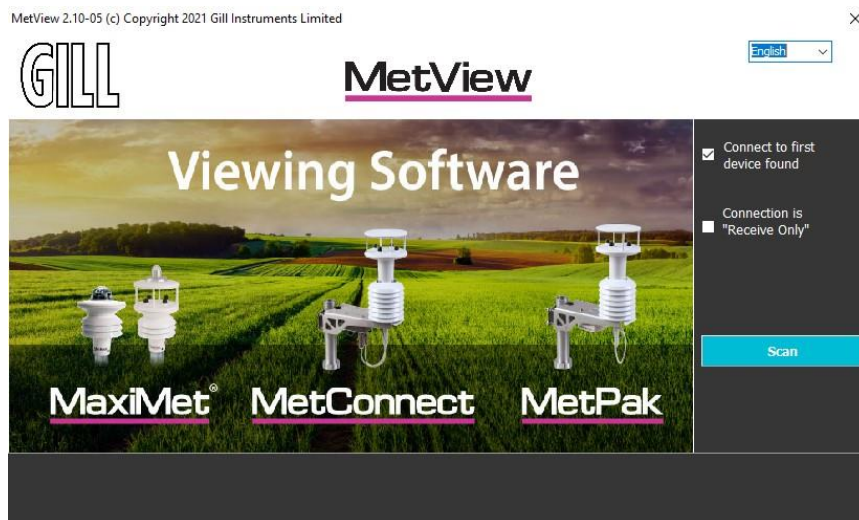 MetView 2.10-05 (c) Copyright 2021 Gill Instruments Limited
GILL
MetView
English
Viewing Software
Connect to first
device found
Connection is
"Receive Only"
Scan
MaxiMet®
MetConnect
MetPak